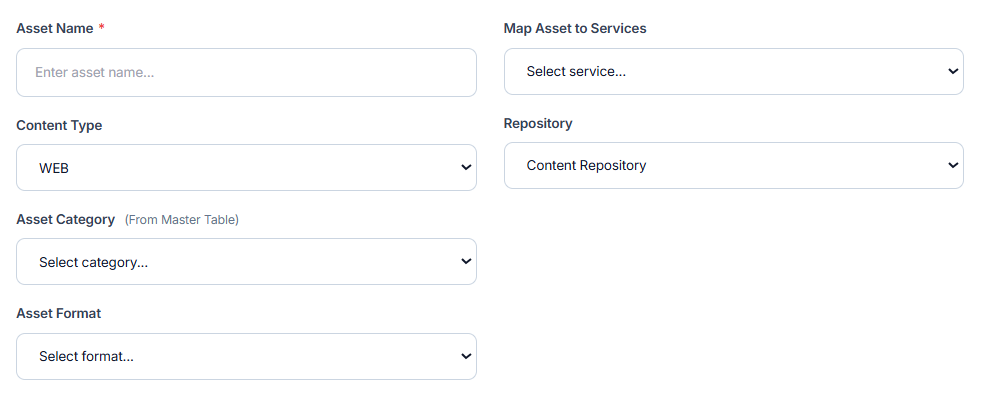 Asset Name *
Enter asset name...
Content Type
WEB
Asset Category (From Master Table)
Select category...
Asset Format
Select format...
Map Asset to Services
Select service...
Repository
Content Repository